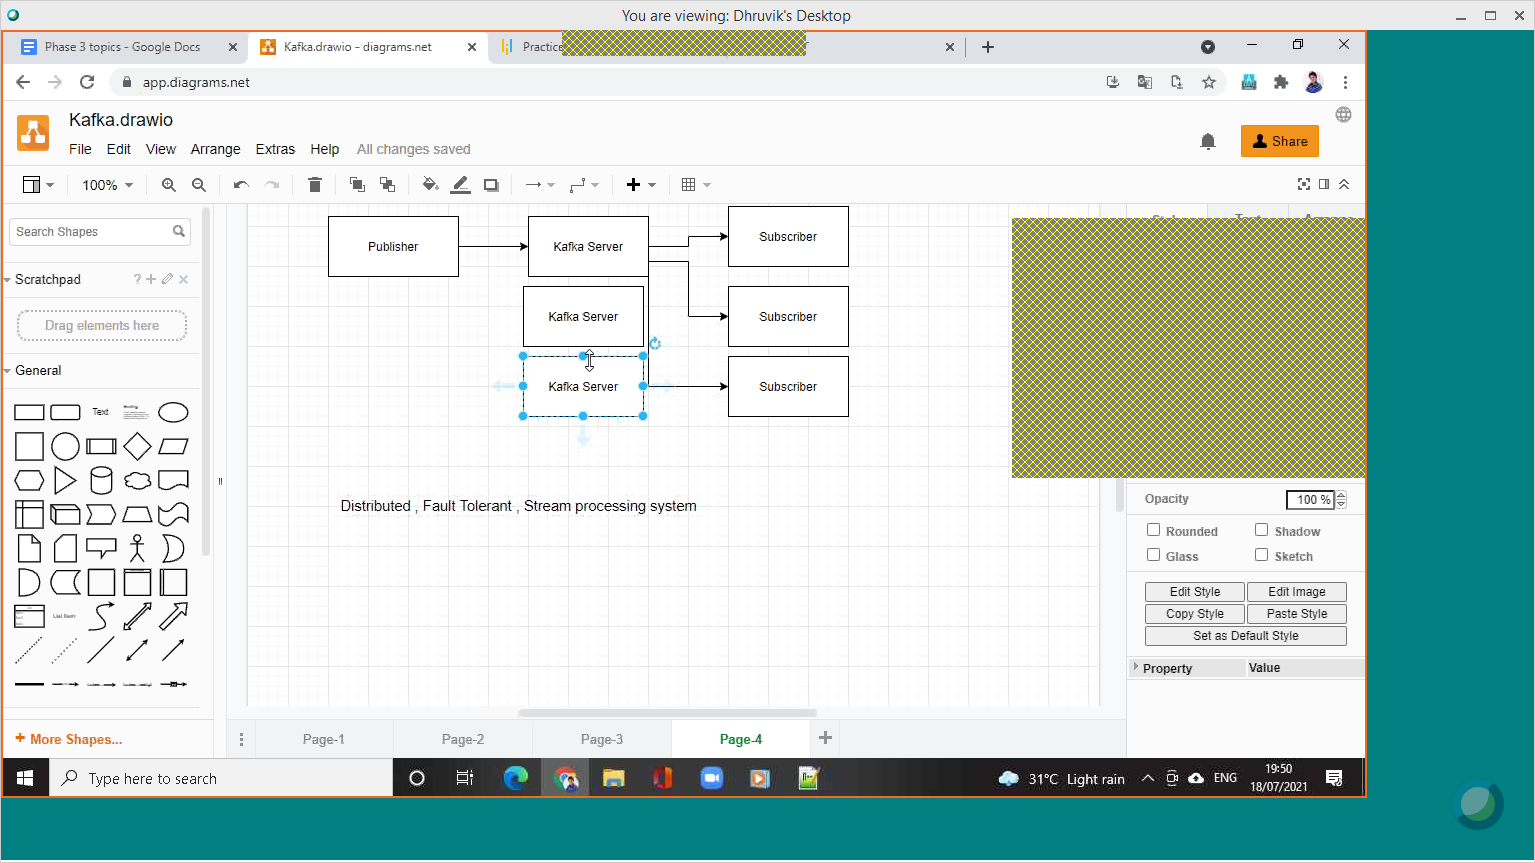 You are viewing: Dhruvik's Desktop
Phase 3 topics - Google Docs
Kafka.drawio - diagrams.net
Practice
app.diagrams.net
Kafka.drawio
File Edit View Arrange Extras Help All changes saved
Share
100%
Search Shapes
Scratchpad
Drag elements here
General
Text
Heading
List Item
More Shapes...
Publisher
Kafka Server
Subscriber
Kafka Server
Subscriber
Kafka Server
Subscriber
Distributed , Fault Tolerant , Stream processing system
Opacity 100 %
Rounded Shadow
Glass Sketch
Edit Style Edit Image
Copy Style Paste Style
Set as Default Style
Property Value
Page-1 Page-2 Page-3 Page-4
Type here to search
31°C Light rain
ENG
19:50
18/07/2021